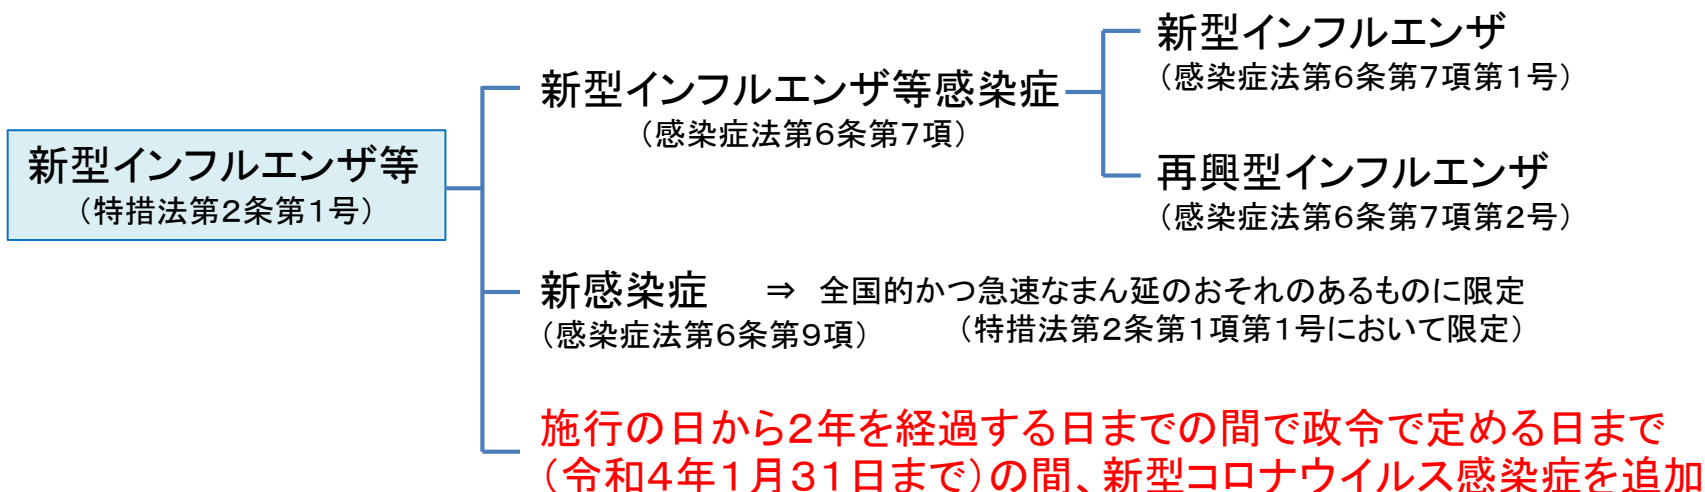 新型インフルエンザ等
（特措法第２条第１号）
新型インフルエンザ等感染症
（感染症法第６条第７項）
新型インフルエンザ
（感染症法第６条第７項第１号）
再興型インフルエンザ
（感染症法第６条第７項第２号）
新感染症　⇒　全国的かつ急速なまん延のおそれのあるものに限定
（感染症法第６条第９項）　（特措法第２条第１項第１号において限定）
施行の日から２年を経過する日までの間で政令で定める日まで
（令和４年１月３１日まで）の間、新型コロナウイルス感染症を追加